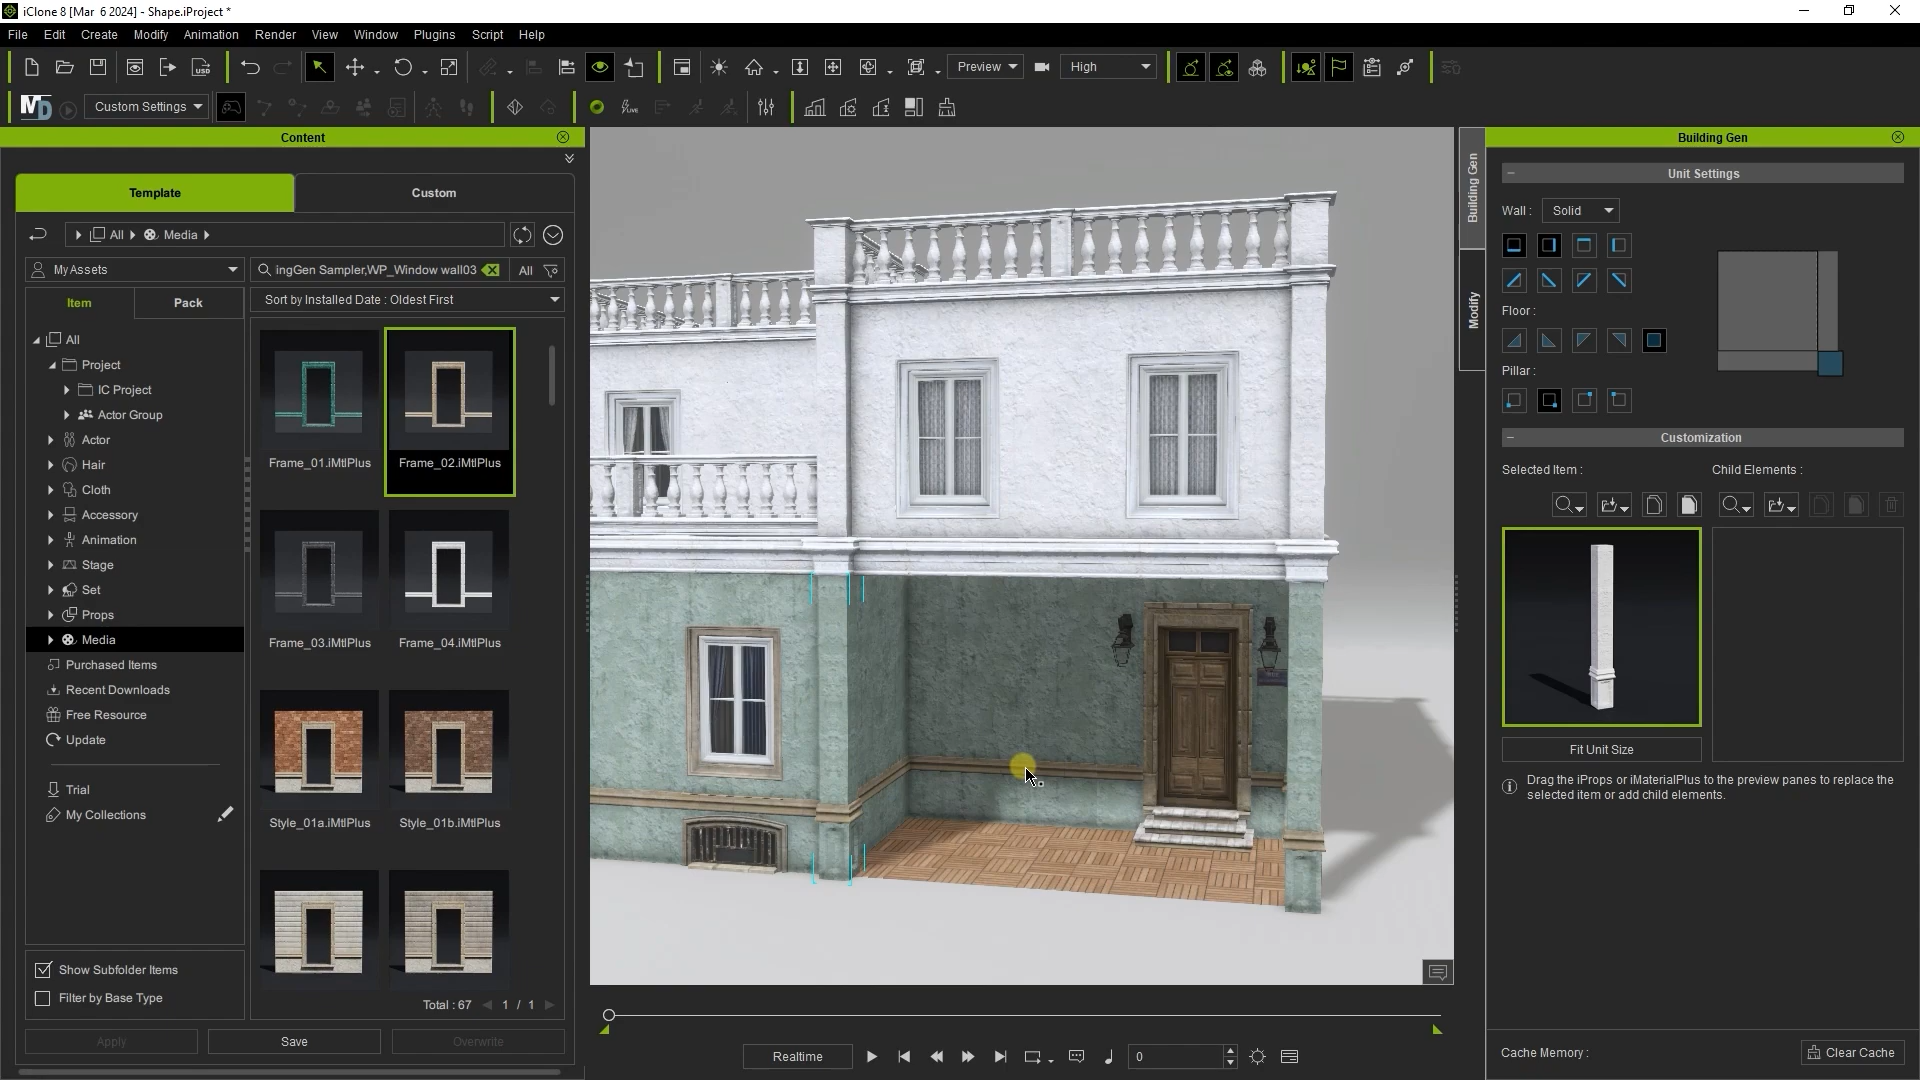 iClone 8 [Mar  6 2024] - Shape.iProject *
File Edit Create Modify Animation Render View Window Plugins Script Help
USD Preview High
MD Custom Settings LIVE
Content
Template Custom
All Media
My Assets
ingGen Sampler,WP_Window wall03 All
Item Pack
Sort by Installed Date : Oldest First
All
Project
IC Project
Actor Group
Actor
Hair
Cloth
Accessory
Animation
Stage
Set
Props
Media
Purchased Items
Recent Downloads
Free Resource
Update
Trial
My Collections
Show Subfolder Items
Filter by Base Type
Frame_01.iMtlPlus Frame_02.iMtlPlus
Frame_03.iMtlPlus Frame_04.iMtlPlus
Style_01a.iMtlPlus Style_01b.iMtlPlus
Total : 67 1 / 1
Apply Save Overwrite
Realtime 0
Building Gen
Modify
Building Gen
Unit Settings
Wall : Solid
Floor :
Pillar :
Customization
Selected Item : Child Elements :
Fit Unit Size
Drag the iProps or iMaterialPlus to the preview panes to replace the
selected item or add child elements.
Cache Memory : Clear Cache